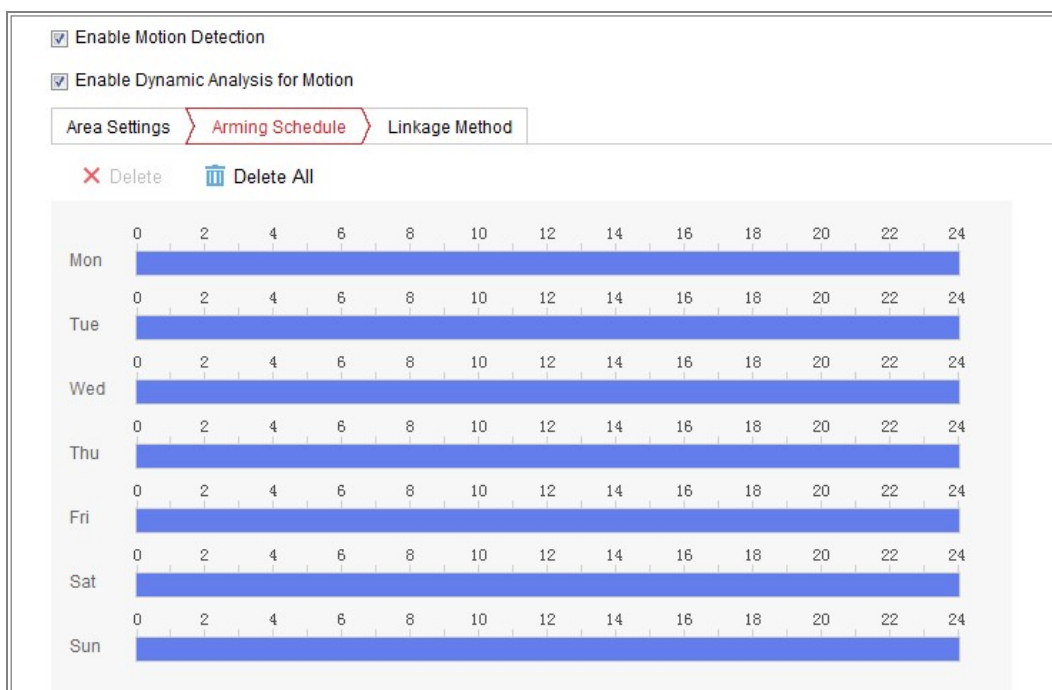 Enable Motion Detection
Enable Dynamic Analysis for Motion
Area Settings Arming Schedule Linkage Method
Delete Delete All
0 2 4 6 8 10 12 14 16 18 20 22 24
Mon
0 2 4 6 8 10 12 14 16 18 20 22 24
Tue
0 2 4 6 8 10 12 14 16 18 20 22 24
Wed
0 2 4 6 8 10 12 14 16 18 20 22 24
Thu
0 2 4 6 8 10 12 14 16 18 20 22 24
Fri
0 2 4 6 8 10 12 14 16 18 20 22 24
Sat
0 2 4 6 8 10 12 14 16 18 20 22 24
Sun